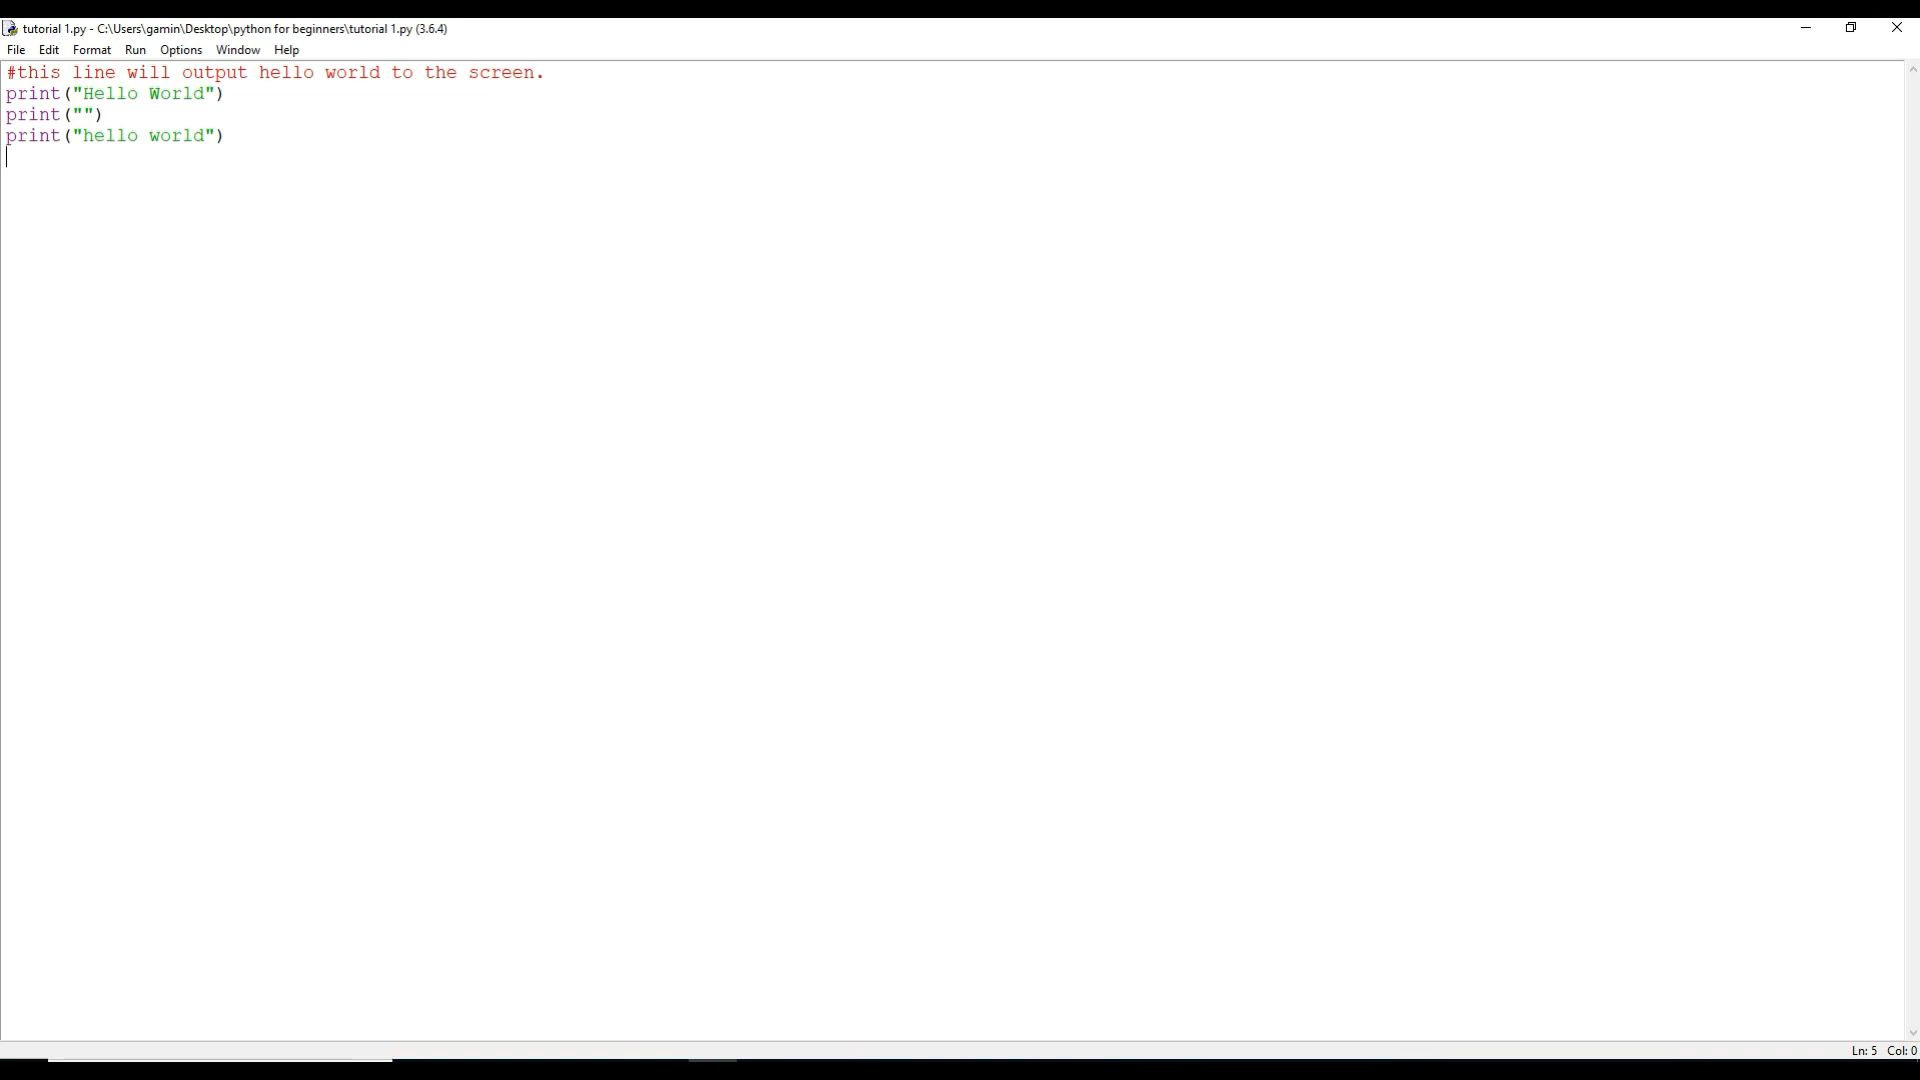 tutorial 1.py - C:\Users\gamin\Desktop\python for beginners\tutorial 1.py (3.6.4)
File Edit Format Run Options Window Help
#this line will output hello world to the screen.
print("Hello World")
print("")
print("hello world")
Ln: 5 Col: 0